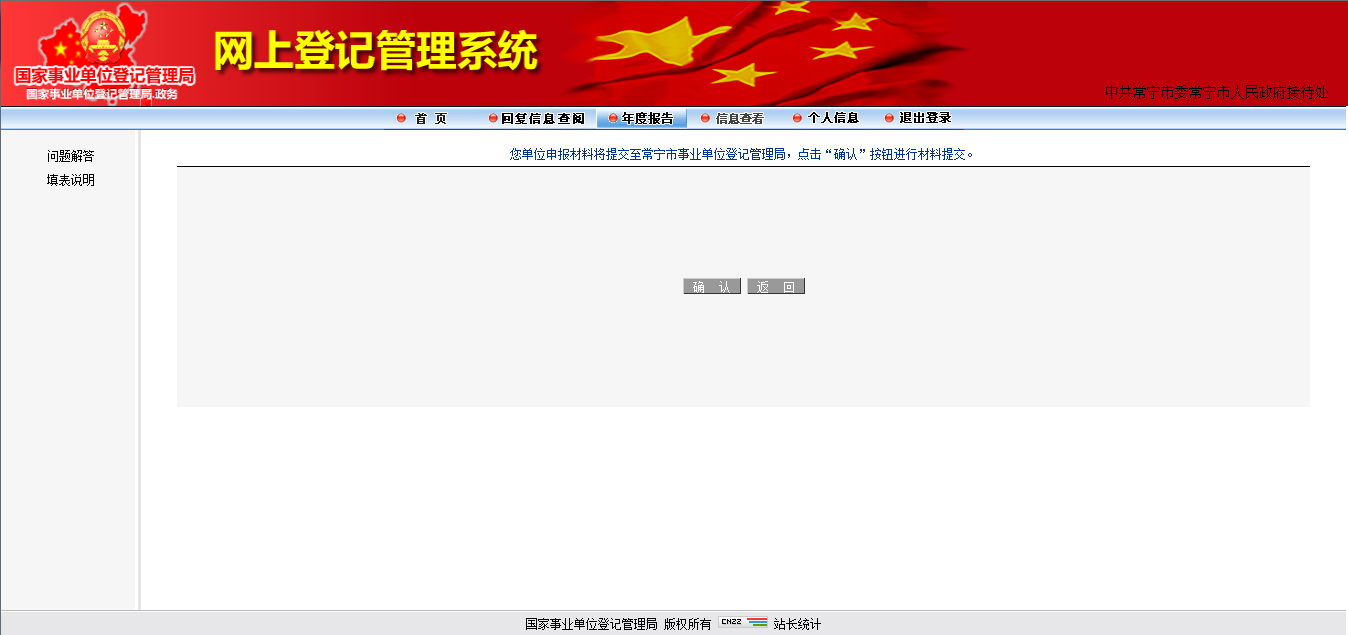 国家事业单位登记管理局
国家事业单位登记管理局.政务
网上登记管理系统
中共常宁市委常宁市人民政府接待处
首 页 回复信息查阅 年度报告 信息查看 个人信息 退出登录
问题解答
填表说明
您单位申报材料将提交至常宁市事业单位登记管理局，点击“确认”按钮进行材料提交。
确 认 返 回
国家事业单位登记管理局 版权所有 CNZZ 站长统计